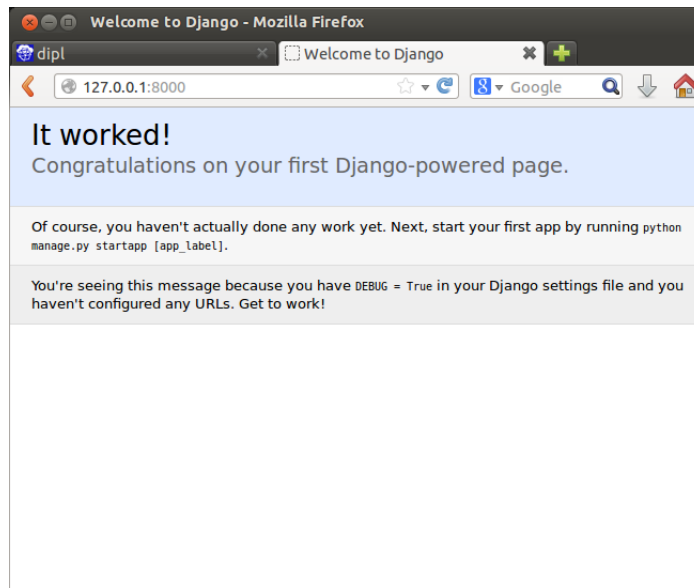 Welcome to Django - Mozilla Firefox
dipl
Welcome to Django
127.0.0.1:8000
Google
It worked!
Congratulations on your first Django-powered page.
Of course, you haven't actually done any work yet. Next, start your first app by running python
manage.py startapp [app_label].
You're seeing this message because you have DEBUG = True in your Django settings file and you
haven't configured any URLs. Get to work!